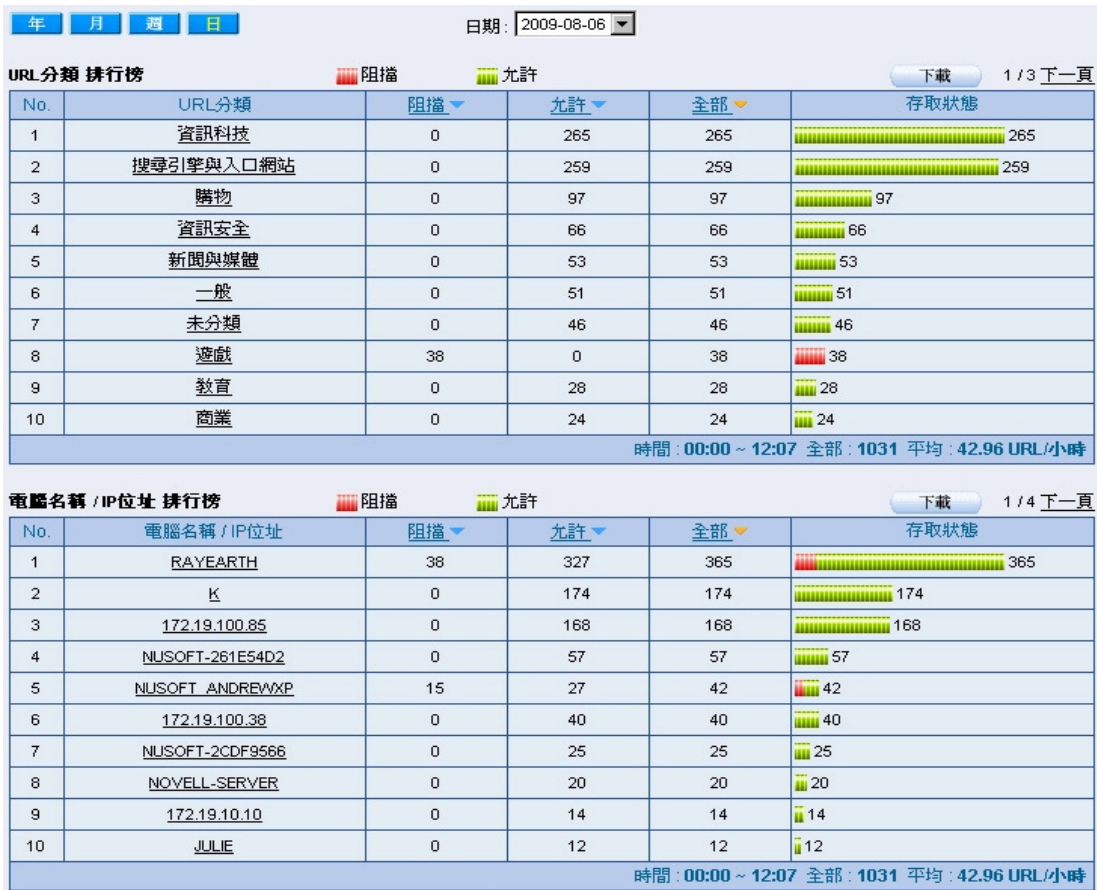 年 月 週 日 日期 : 2009-08-06
URL分類 排行榜 阻擋 允許 下載 1 / 3 下一頁
No. URL分類 阻擋 允許 全部 存取狀態
1 資訊科技 0 265 265 265
2 搜尋引擎與入口網站 0 259 259 259
3 購物 0 97 97 97
4 資訊安全 0 66 66 66
5 新聞與媒體 0 53 53 53
6 一般 0 51 51 51
7 未分類 0 46 46 46
8 遊戲 38 0 38 38
9 教育 0 28 28 28
10 商業 0 24 24 24
時間 : 00:00 ~ 12:07 全部 : 1031 平均 : 42.96 URL/小時
電腦名稱 / IP位址 排行榜 阻擋 允許 下載 1 / 4 下一頁
No. 電腦名稱 / IP位址 阻擋 允許 全部 存取狀態
1 RAYEARTH 38 327 365 365
2 K 0 174 174 174
3 172.19.100.85 0 168 168 168
4 NUSOFT-261E54D2 0 57 57 57
5 NUSOFT_ANDREWXP 15 27 42 42
6 172.19.100.38 0 40 40 40
7 NUSOFT-2CDF9566 0 25 25 25
8 NOVELL-SERVER 0 20 20 20
9 172.19.10.10 0 14 14 14
10 JULIE 0 12 12 12
時間 : 00:00 ~ 12:07 全部 : 1031 平均 : 42.96 URL/小時